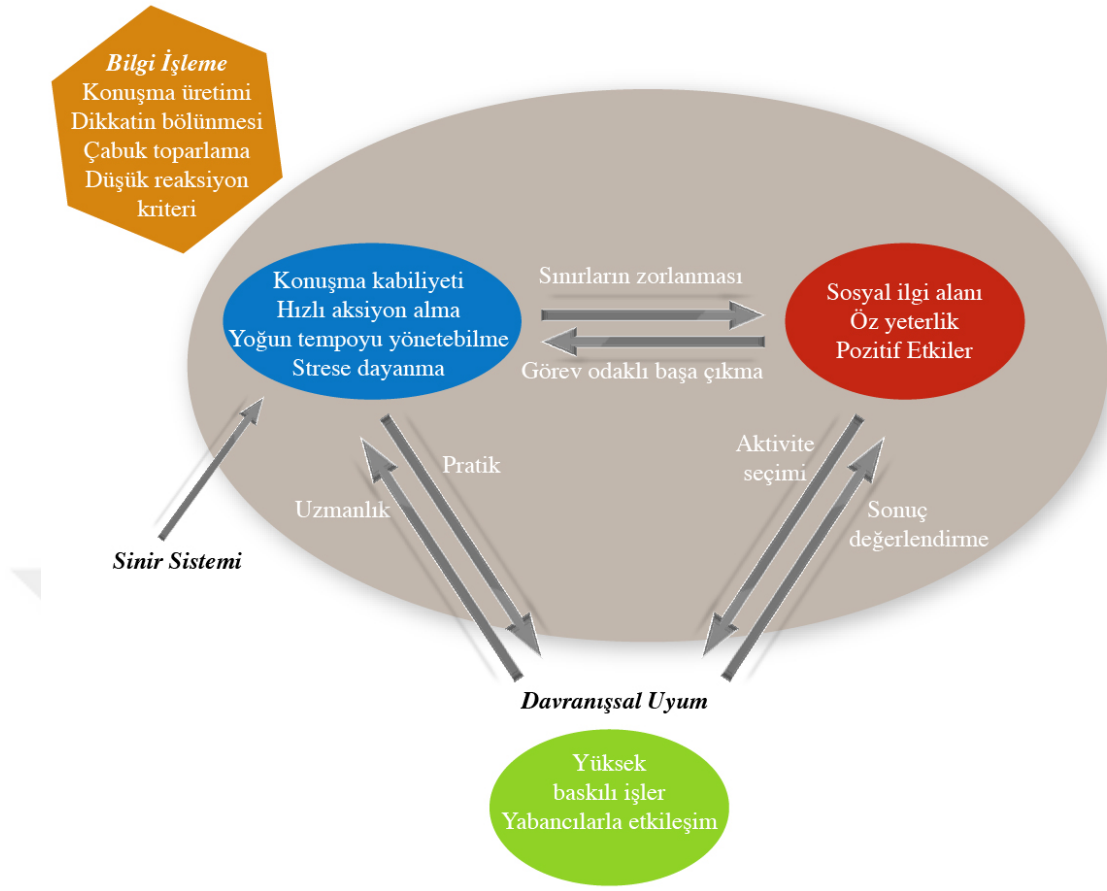 Bilgi İşleme
Konuşma üretimi
Dikkatin bölünmesi
Çabuk toparlama
Düşük reaksiyon
kriteri
Konuşma kabiliyeti
Hızlı aksiyon alma
Yoğun tempoyu yönetebilme
Strese dayanma
Sınırların zorlanması
Görev odaklı başa çıkma
Sosyal ilgi alanı
Öz yeterlik
Pozitif Etkiler
Pratik
Uzmanlık
Aktivite
seçimi
Sonuç
değerlendirme
Sinir Sistemi
Davranışsal Uyum
Yüksek
baskılı işler
Yabancılarla etkileşim